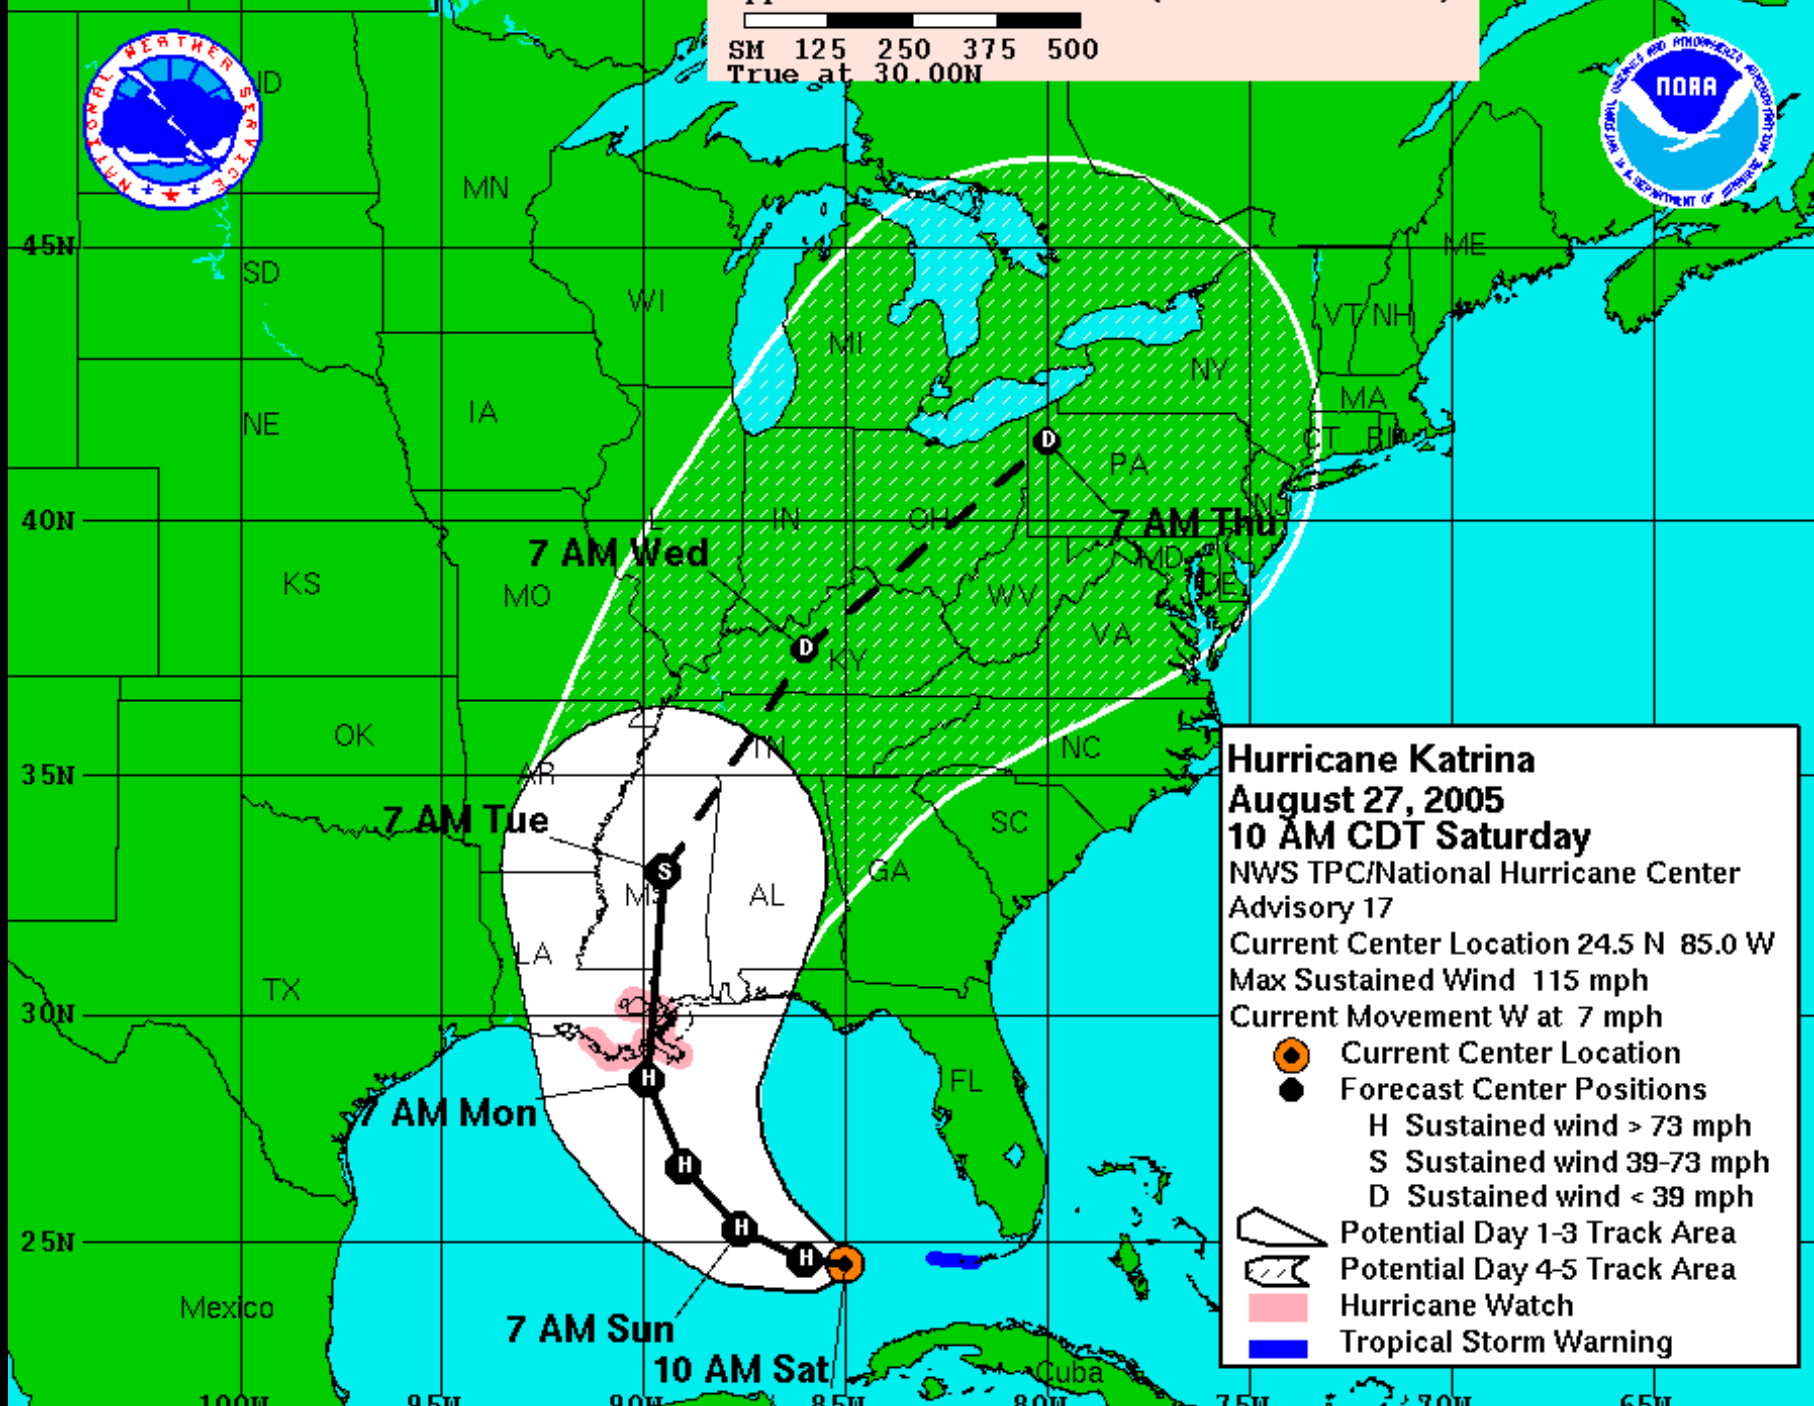 SM 125 250 375 500
True at 30.00N
NATIONAL WEATHER SERVICE
NOAA
ND
MN
ME
45N
SD
WI
VT NH
MI
NY
MA
NE
IA
CT RI
PA
NJ
40N
IL
IN
OH
7 AM Thu
7 AM Wed
MD
DE
KS
MO
WV
VA
KY
OK
TN
NC
35N
AR
7 AM Tue
SC
GA
MS
AL
LA
TX
30N
FL
7 AM Mon
25N
Mexico
7 AM Sun
10 AM Sat
Cuba
100W 95W 90W 85W 80W 75W 70W 65W
Hurricane Katrina
August 27, 2005
10 AM CDT Saturday
NWS TPC/National Hurricane Center
Advisory 17
Current Center Location 24.5 N 85.0 W
Max Sustained Wind 115 mph
Current Movement W at 7 mph
Current Center Location
Forecast Center Positions
H Sustained wind > 73 mph
S Sustained wind 39-73 mph
D Sustained wind < 39 mph
Potential Day 1-3 Track Area
Potential Day 4-5 Track Area
Hurricane Watch
Tropical Storm Warning
D
D
S
H
H
H
H